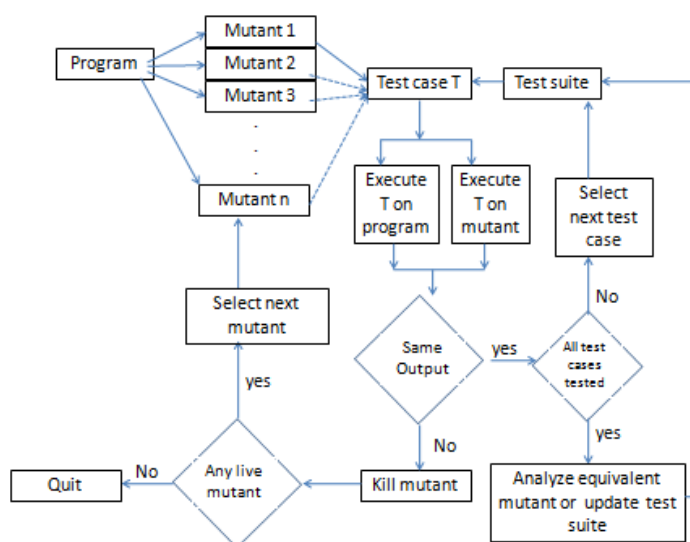 Program
Mutant 1
Mutant 2
Mutant 3
.
.
.
Mutant n
Test case T
Test suite
Execute
T on
program
Execute
T on
mutant
Select
next test
case
No
Select next
mutant
yes
Same
Output
yes
All test
cases
tested
No
yes
Quit
No
Any live
mutant
Kill mutant
Analyze equivalent
mutant or update test
suite